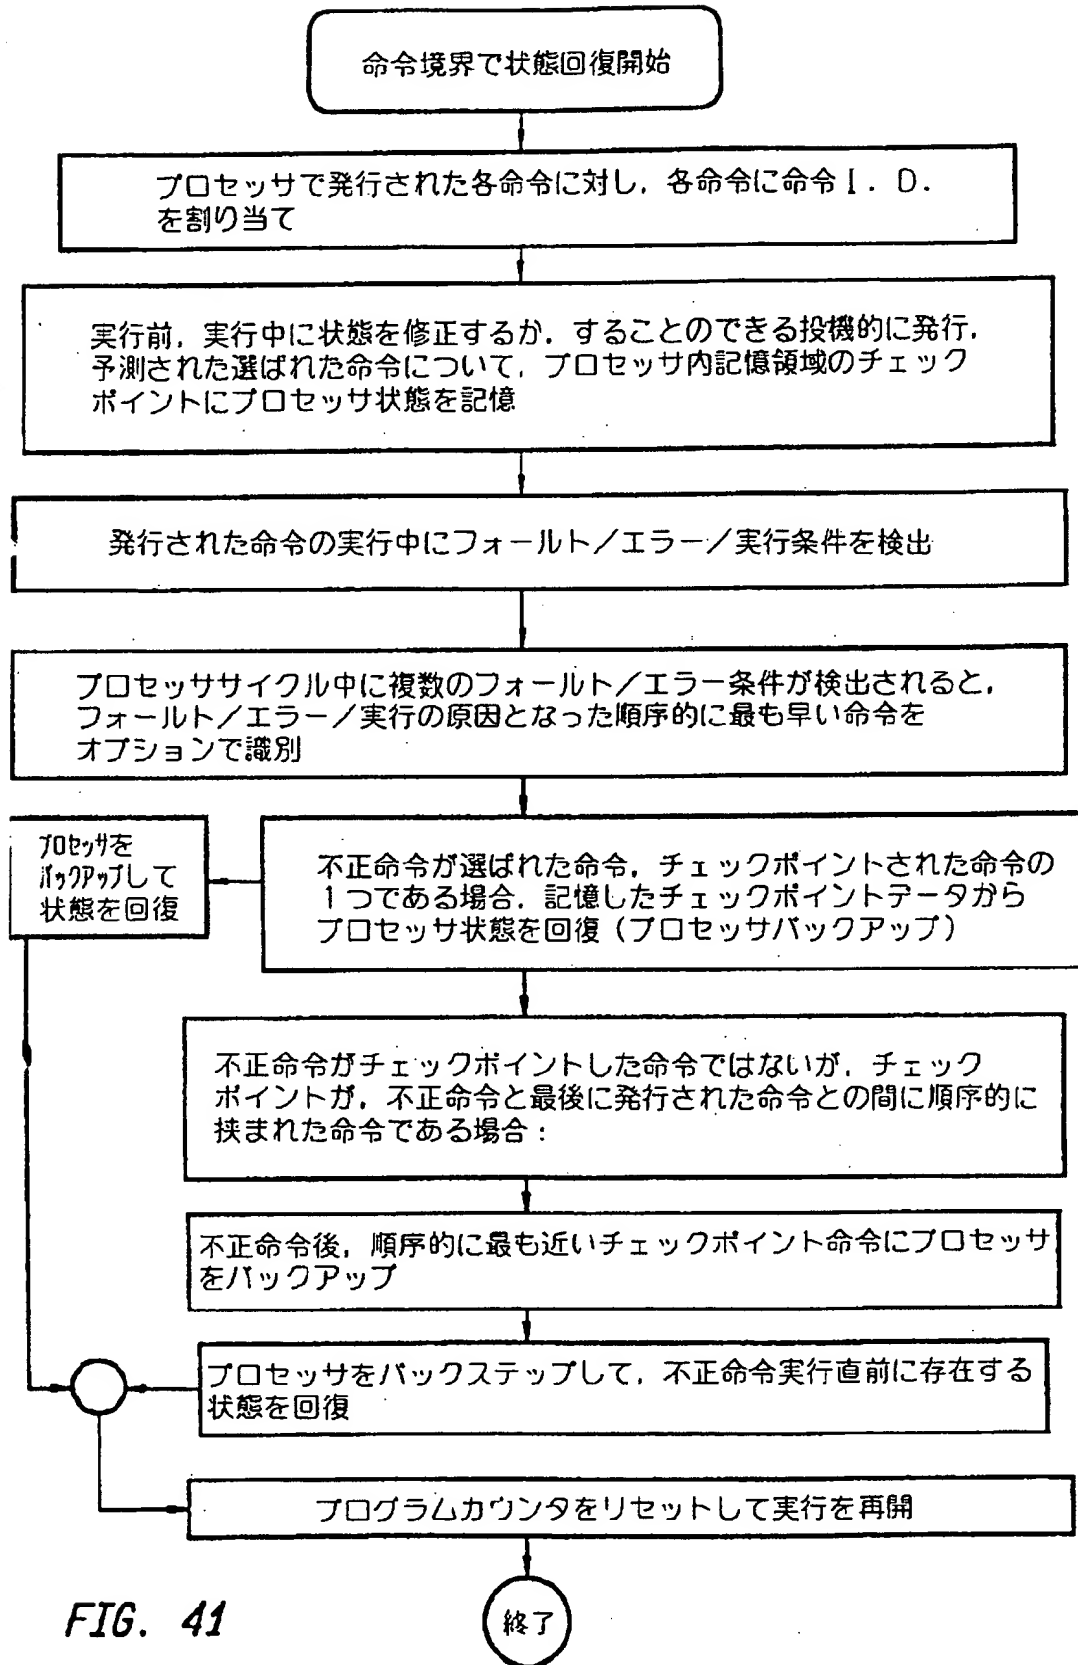 命令境界で状態回復開始
プロセッサで発行された各命令に対し，各命令に命令Ｉ．Ｄ．
を割り当て
実行前，実行中に状態を修正するか，することのできる投機的に発行，
予測された選ばれた命令について，プロセッサ内記憶領域のチェック
ポイントにプロセッサ状態を記憶
発行された命令の実行中にフォールト／エラー／実行条件を検出
プロセッササイクル中に複数のフォールト／エラー条件が検出されると，
フォールト／エラー／実行の原因となった順序的に最も早い命令を
オプションで識別
プロセッサを
バックアップして
状態を回復
不正命令が選ばれた命令，チェックポイントされた命令の
１つである場合，記憶したチェックポイントデータから
プロセッサ状態を回復（プロセッサバックアップ）
不正命令がチェックポイントした命令ではないが，チェック
ポイントが，不正命令と最後に発行された命令との間に順序的に
挟まれた命令である場合：
不正命令後，順序的に最も近いチェックポイント命令にプロセッサ
をバックアップ
プロセッサをバックステップして，不正命令実行直前に存在する
状態を回復
プログラムカウンタをリセットして実行を再開
終了
FIG. 41